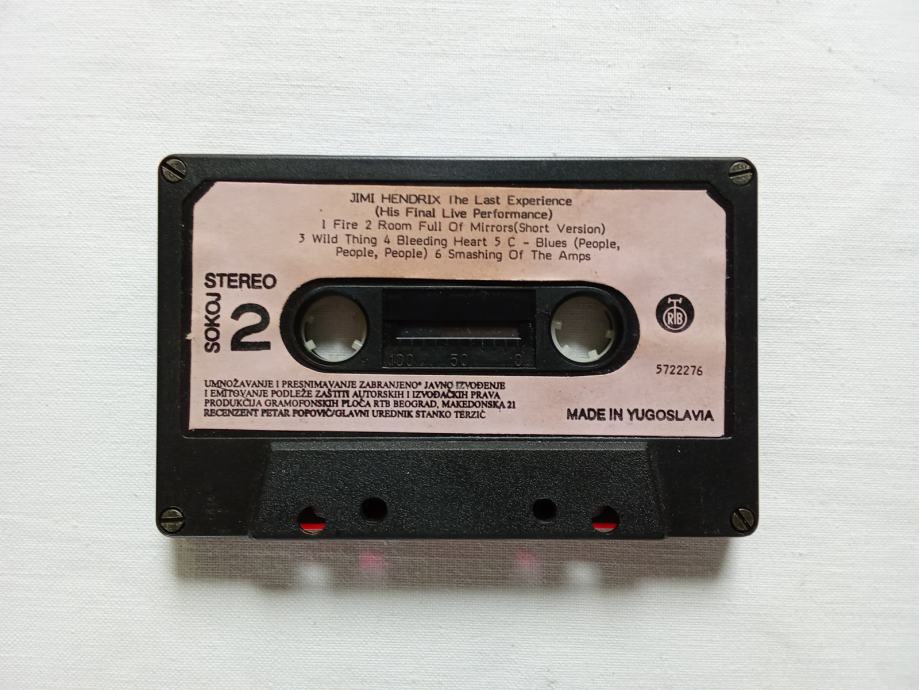 JIMI HENDRIX The Last Experience
(His Final Live Performance)
1 Fire 2 Room Full Of Mirrors(Short Version)
3 Wild Thing 4 Bleeding Heart 5 C - Blues (People,
People, People) 6 Smashing Of The Amps
STEREO
SOKOJ
2
RTB
100 50 0
5722276
UMNOŽAVANJE I PRESNIMAVANJE ZABRANJENO* JAVNO IZVOĐENJE
I EMITOVANJE PODLEŽE ZAŠTITI AUTORSKIH I IZVOĐAČKIH PRAVA
PRODUKCIJA GRAMOFONSKIH PLOČA RTB BEOGRAD, MAKEDONSKA 21
RECENZENT PETAR POPOVIĆ/GLAVNI UREDNIK STANKO TERZIĆ
MADE IN YUGOSLAVIA